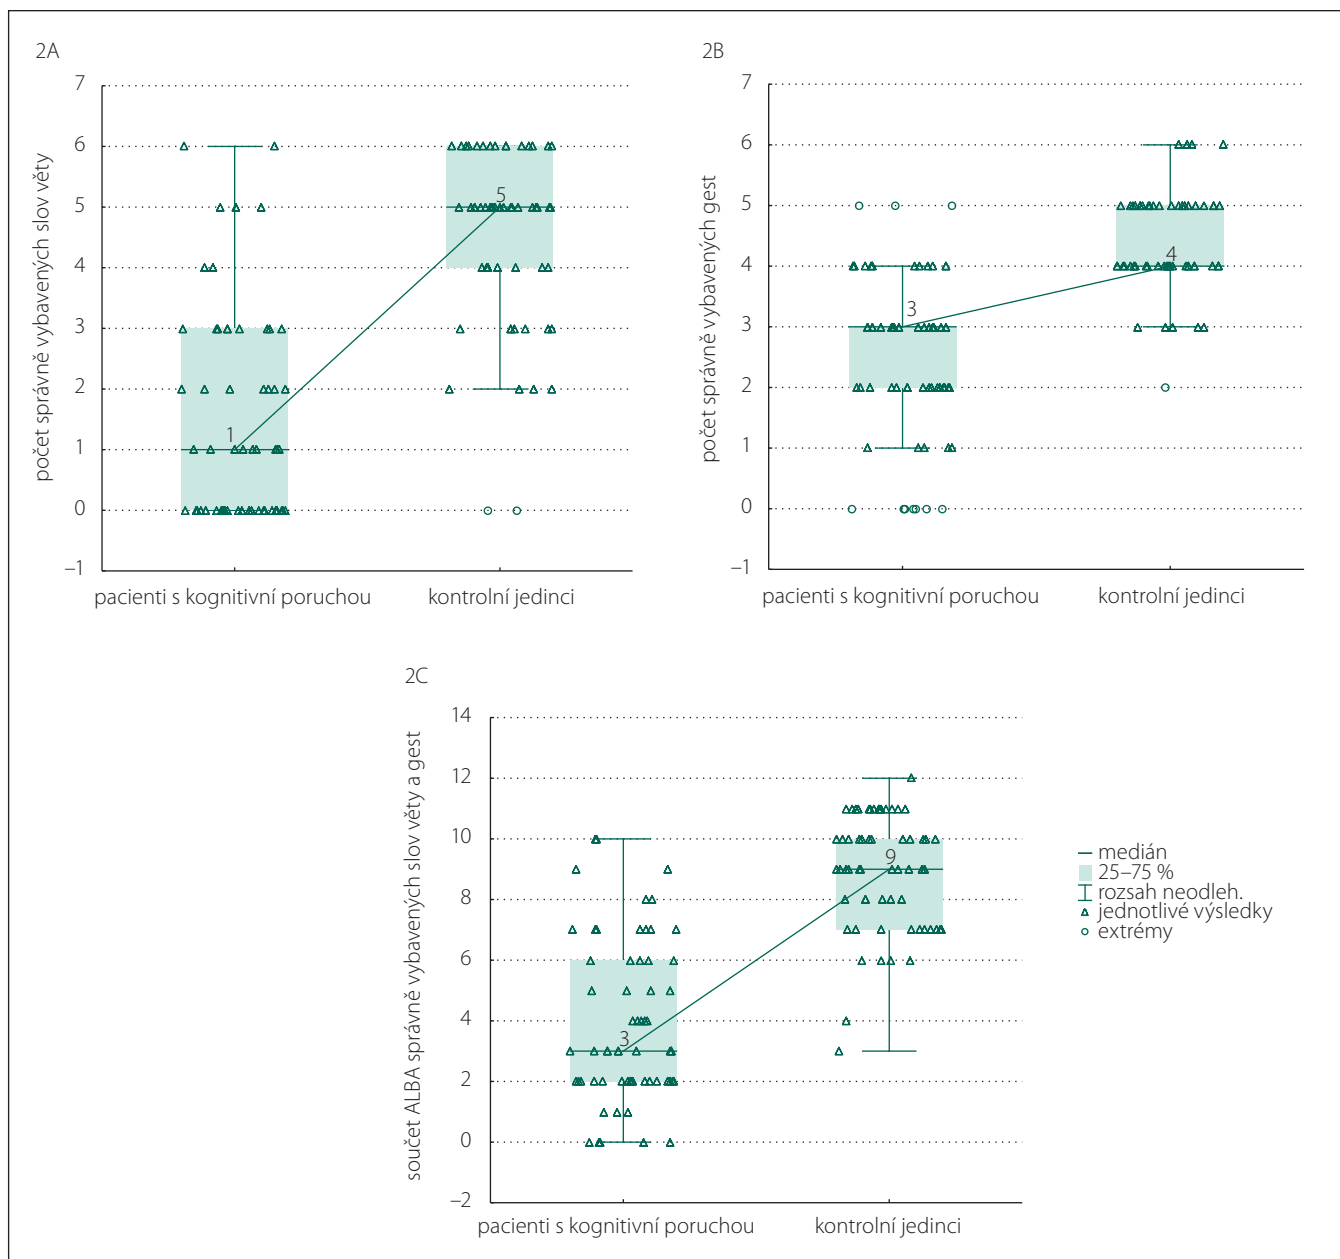 2A
počet správně vybavených slov věty
7
6
5
4
3
2
1
0
–1
1
5
pacienti s kognitivní poruchou
kontrolní jedinci
2B
počet správně vybavených gest
7
6
5
4
3
2
1
0
–1
3
4
pacienti s kognitivní poruchou
kontrolní jedinci
2C
součet ALBA správně vybavených slov věty a gest
14
12
10
8
6
4
2
0
–2
3
9
pacienti s kognitivní poruchou
kontrolní jedinci
medián
25–75 %
rozsah neodleh.
jednotlivé výsledky
extrémy